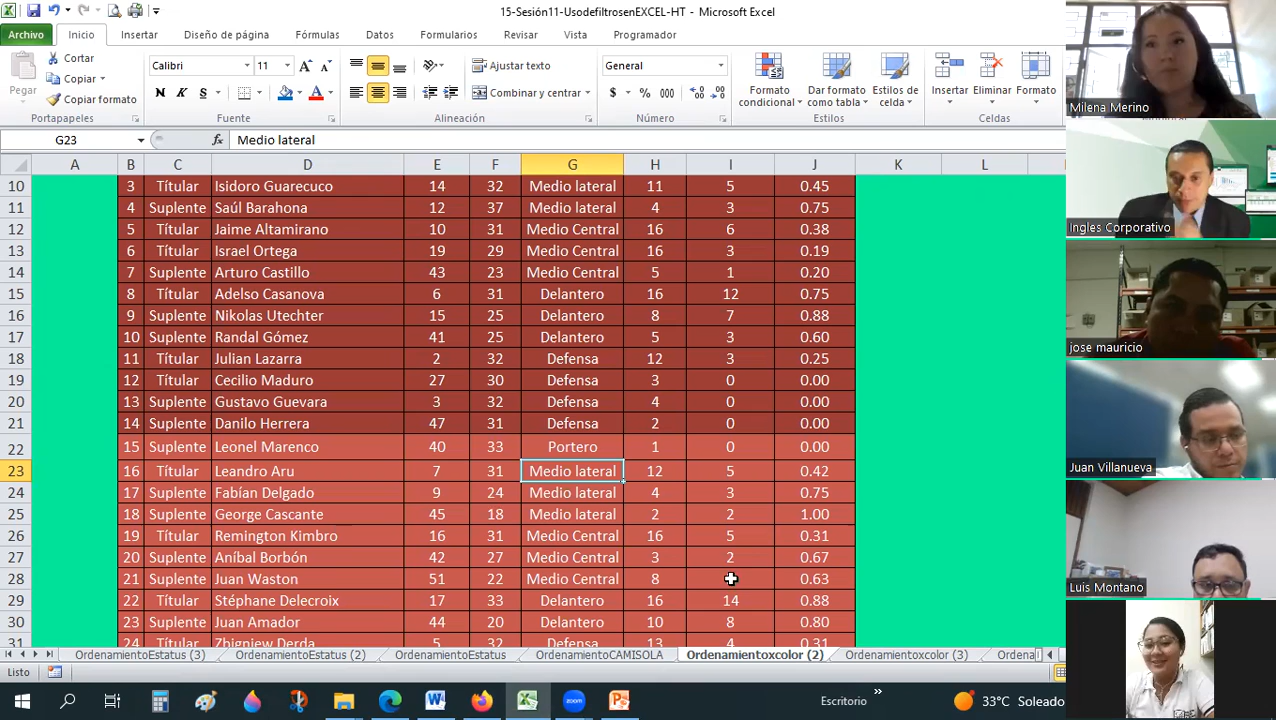 15-Sesión11-UsodefiltrosenEXCEL-HT - Microsoft Excel
Archivo Inicio Insertar Diseño de página Fórmulas Datos Revisar Vista Programador
Pegar
Cortar
Copiar
Copiar formato
Portapapeles
Calibri 11
N K S
Fuente
Ajustar texto
Combinar y centrar
Alineación
General
$ % 000
Número
Formato condicional
Dar formato como tabla
Estilos de celda
Estilos
Insertar Eliminar Formato
Celdas
G23 fx Medio lateral
A B C D E F G H I J K L
10 3 Títular Isidoro Guarecuco 14 32 Medio lateral 11 5 0.45
11 4 Suplente Saúl Barahona 12 37 Medio lateral 4 3 0.75
12 5 Títular Jaime Altamirano 10 31 Medio Central 16 6 0.38
13 6 Títular Israel Ortega 19 29 Medio Central 16 3 0.19
14 7 Suplente Arturo Castillo 43 23 Medio Central 5 1 0.20
15 8 Títular Adelso Casanova 6 31 Delantero 16 12 0.75
16 9 Suplente Nikolas Utechter 15 25 Delantero 8 7 0.88
17 10 Suplente Randal Gómez 41 25 Delantero 5 3 0.60
18 11 Títular Julian Lazarra 2 32 Defensa 12 3 0.25
19 12 Suplente Cecilio Maduro 27 30 Defensa 3 0 0.00
20 13 Suplente Gustavo Guevara 3 32 Defensa 4 0 0.00
21 14 Suplente Danilo Herrera 47 31 Defensa 2 0 0.00
22 15 Suplente Leonel Marenco 40 33 Portero 1 0 0.00
23 16 Títular Leandro Aru 7 31 Medio lateral 12 5 0.42
24 17 Suplente Fabían Delgado 9 24 Medio lateral 4 3 0.75
25 18 Suplente George Cascante 45 18 Medio lateral 2 2 1.00
26 19 Títular Remington Kimbro 16 31 Medio Central 16 5 0.31
27 20 Suplente Aníbal Borbón 42 27 Medio Central 3 2 0.67
28 21 Suplente Juan Waston 51 22 Medio Central 8 0.63
29 22 Títular Stéphane Delecroix 17 33 Delantero 16 14 0.88
30 23 Suplente Juan Amador 44 20 Delantero 10 8 0.80
31 24 Títular Zbigniew Derda 5 32 Defensa 13 4 0.31
OrdenamientoEstatus (3) OrdenamientoEstatus (2) OrdenamientoEstatus OrdenamientoCAMISOLA Ordenamientoxcolor (2) Ordenamientoxcolor (3) Ordena
Listo
Escritorio » 33°C Soleado
Milena Merino
Ingles Corporativo
jose mauricio
Juan Villanueva
Luis Montano